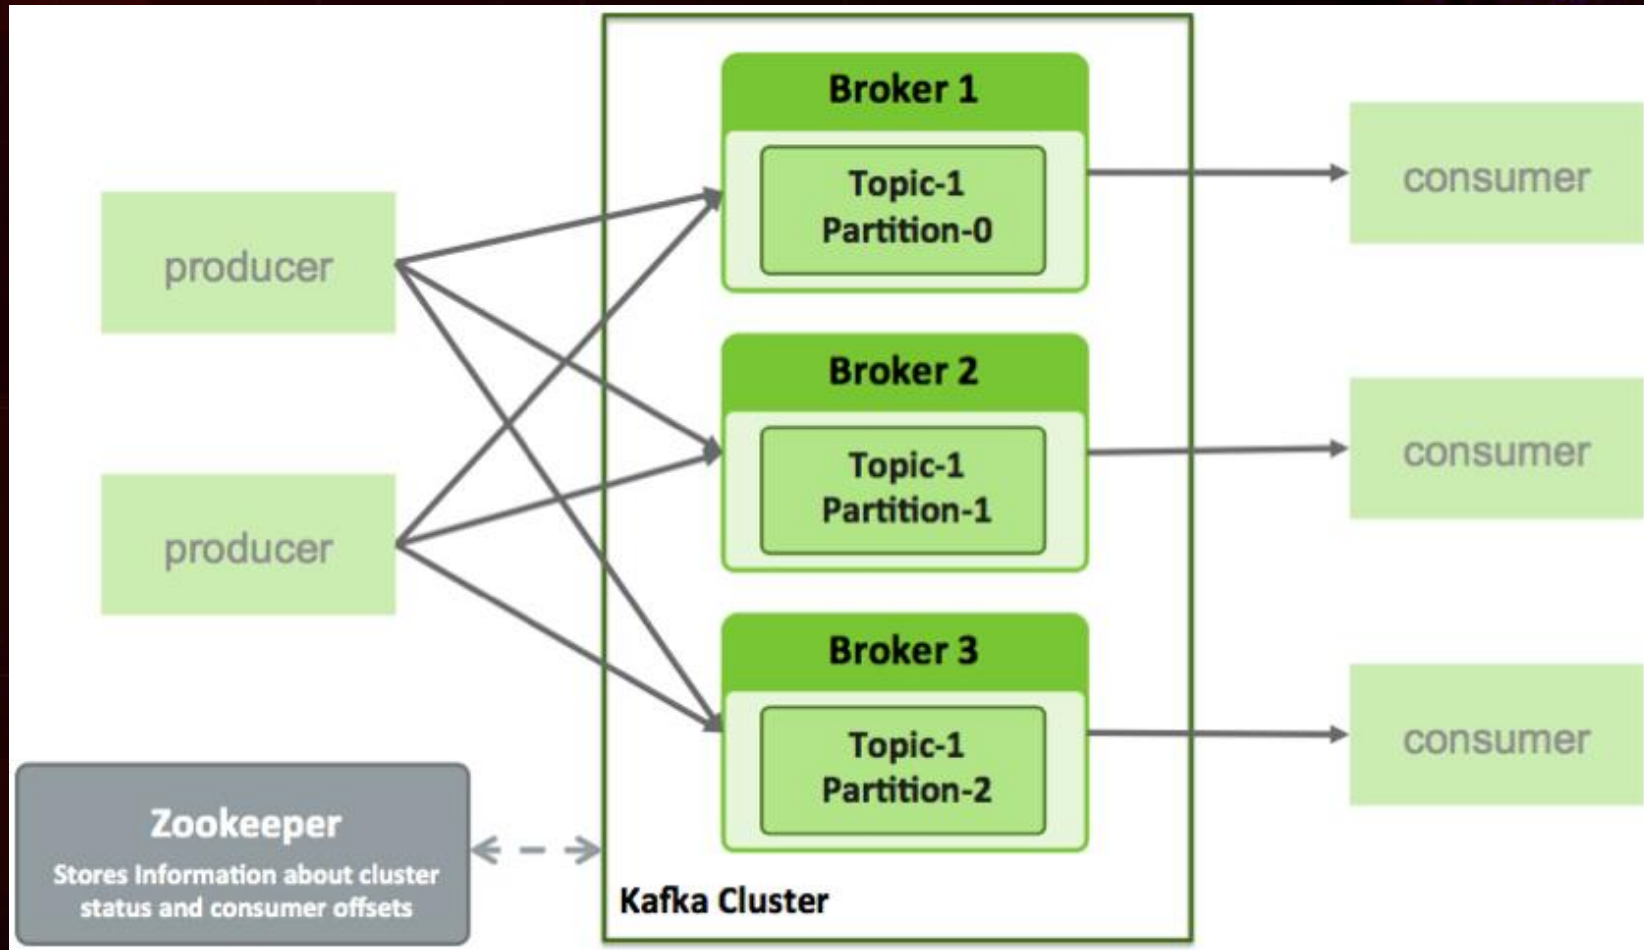 producer
producer
Zookeeper
Stores Information about cluster
status and consumer offsets
Broker 1
Topic-1
Partition-0
Broker 2
Topic-1
Partition-1
Broker 3
Topic-1
Partition-2
Kafka Cluster
consumer
consumer
consumer